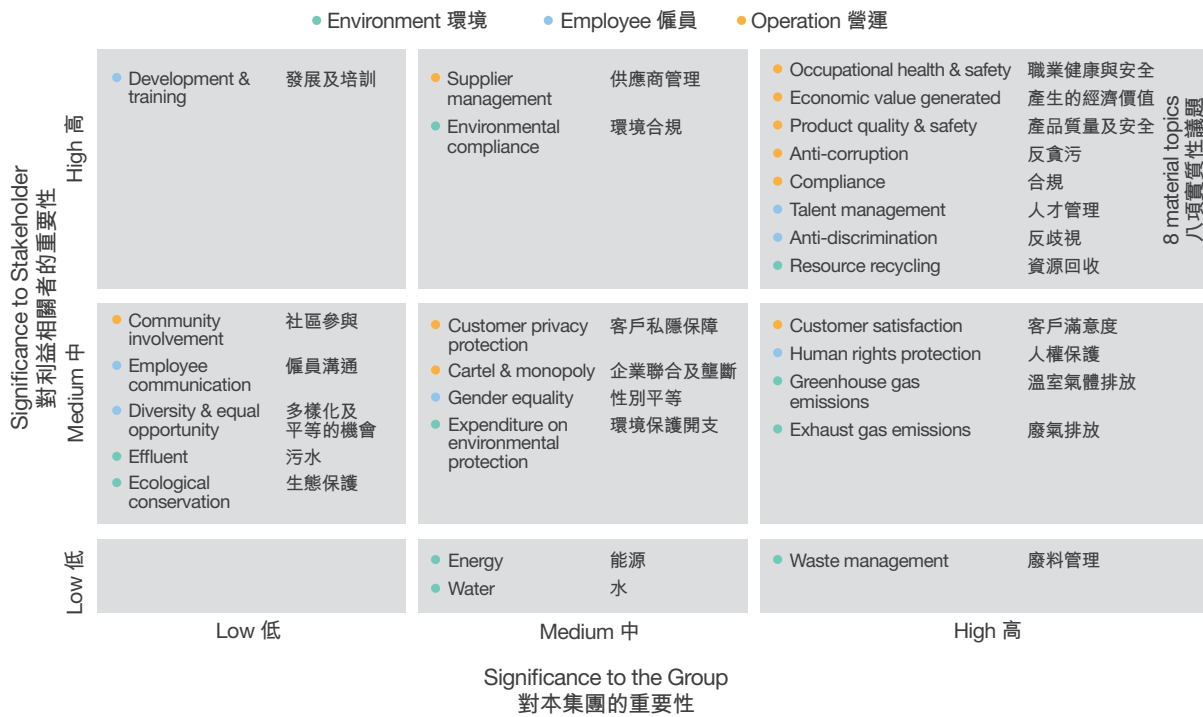 Environment 環境
Employee 僱員
Operation 營運
Significance to Stakeholder
對利益相關者的重要性
High 高
Development &
training
發展及培訓
Supplier
management
供應商管理
Environmental
compliance
環境合規
Occupational health & safety 職業健康與安全
Economic value generated 產生的經濟價值
Product quality & safety 產品質量及安全
Anti-corruption 反貪污
Compliance 合規
Talent management 人才管理
Anti-discrimination 反歧視
Resource recycling 資源回收
8 material topics
八項實質性議題
Medium 中
Community
involvement
社區參與
Employee
communication
僱員溝通
Diversity & equal
opportunity
多樣化及
平等的機會
Effluent 污水
Ecological
conservation
生態保護
Customer privacy
protection
客戶私隱保障
Cartel & monopoly 企業聯合及壟斷
Gender equality 性別平等
Expenditure on
environmental
protection
環境保護開支
Customer satisfaction 客戶滿意度
Human rights protection 人權保護
Greenhouse gas
emissions
溫室氣體排放
Exhaust gas emissions 廢氣排放
Low 低
Energy 能源
Water 水
Waste management 廢料管理
Low 低
Medium 中
High 高
Significance to the Group
對本集團的重要性